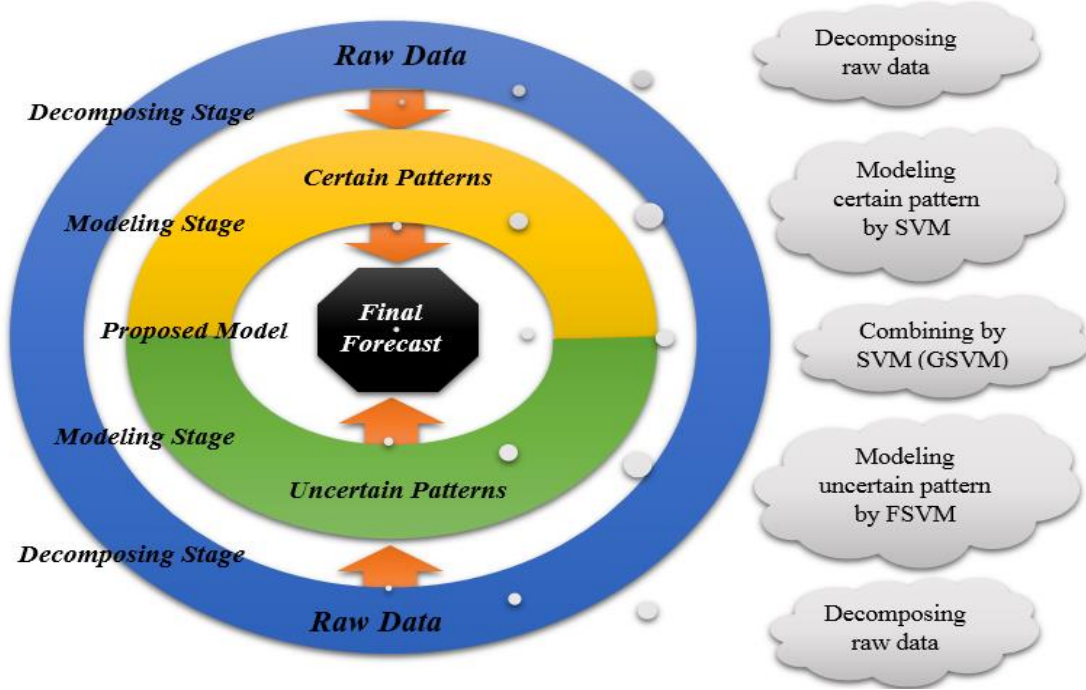 Raw Data
Decomposing Stage
Certain Patterns
Modeling Stage
Final
Forecast
Proposed Model
Modeling Stage
Uncertain Patterns
Decomposing Stage
Raw Data
Decomposing
raw data
Modeling
certain pattern
by SVM
Combining by
SVM (GSVM)
Modeling
uncertain pattern
by FSVM
Decomposing
raw data